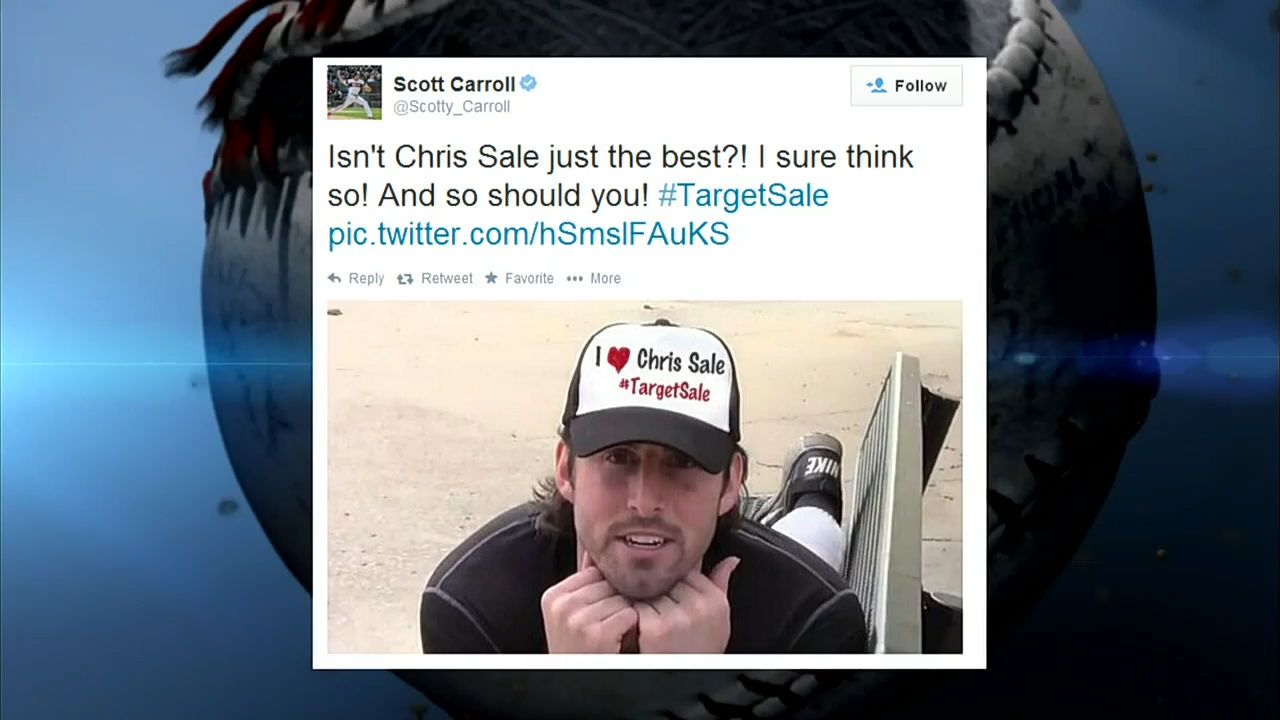 Scott Carroll
@Scotty_Carroll
Follow
Isn't Chris Sale just the best?! I sure think
so! And so should you! #TargetSale
pic.twitter.com/hSmslFAuKS
Reply Retweet Favorite More
I ♥ Chris Sale
#TargetSale
NIKE